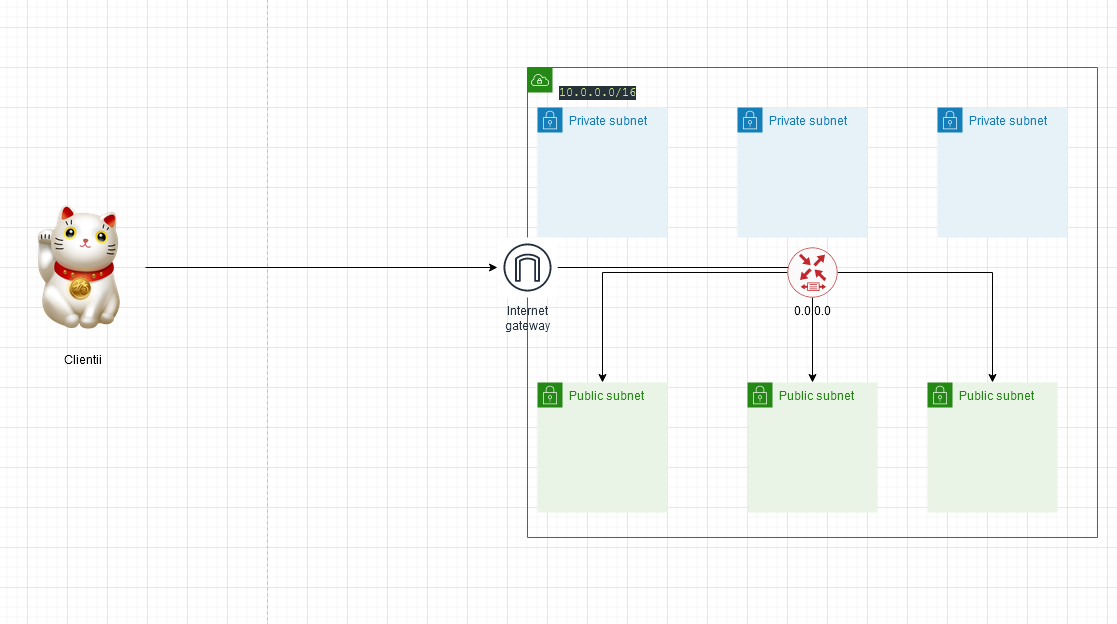 10.0.0.0/16
Private subnet
Private subnet
Private subnet
Internet
gateway
0.0.0.0
Clientii
Public subnet
Public subnet
Public subnet